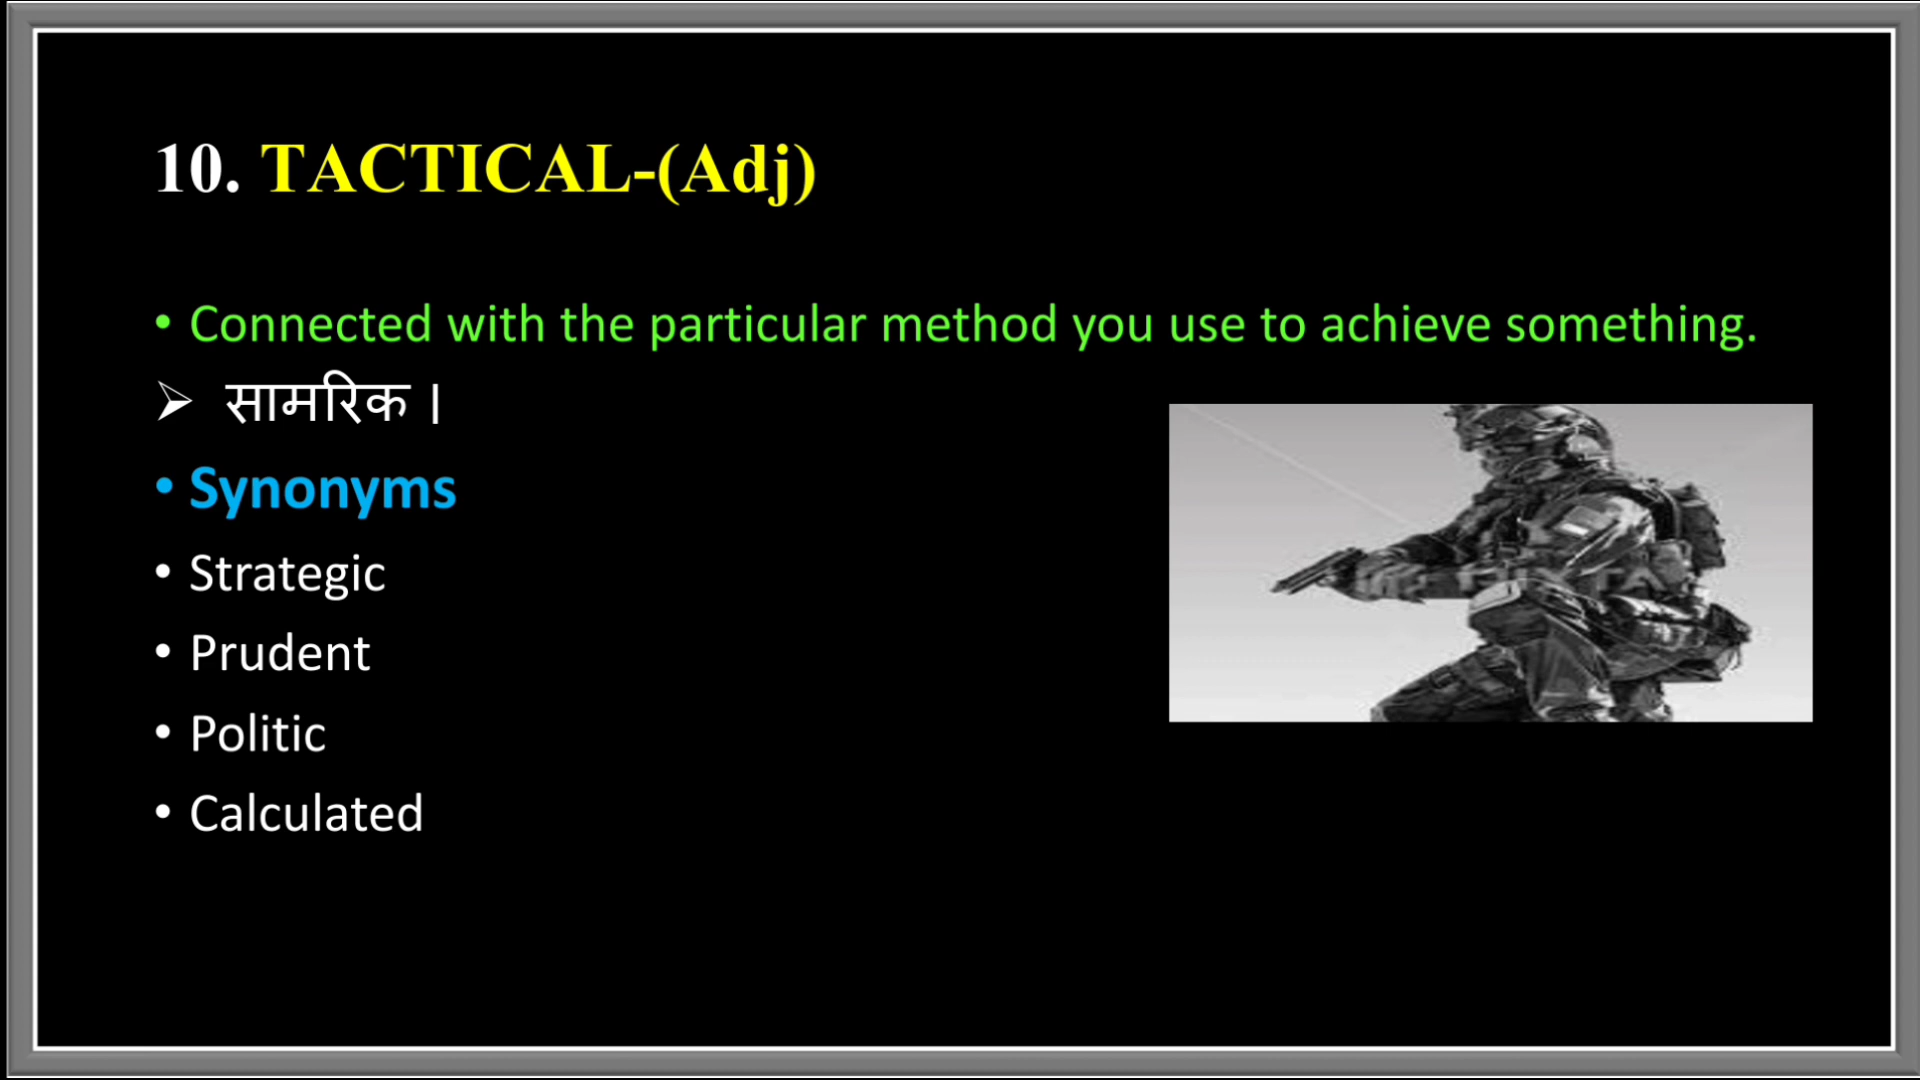 10. TACTICAL-(Adj)
• Connected with the particular method you use to achieve something.
➢ सामरिक ।
• Synonyms
• Strategic
• Prudent
• Politic
• Calculated